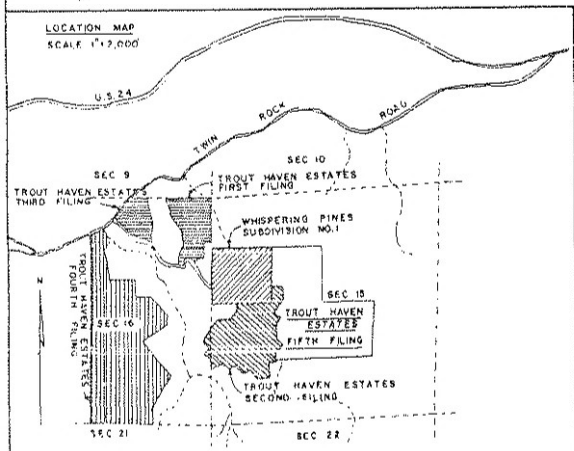 LOCATION MAP
SCALE 1"=2,000'
U.S. 24
TWIN ROCK ROAD
SEC 9
SEC 10
TROUT HAVEN ESTATES
THIRD FILING
TROUT HAVEN ESTATES
FIRST FILING
WHISPERING PINES
SUBDIVISION NO.1
N
TROUT HAVEN ESTATES
FOURTH FILING
SEC 16
SEC 15
TROUT HAVEN
ESTATES
FIFTH FILING
TROUT HAVEN ESTATES
SECOND FILING
SEC 21
SEC 22